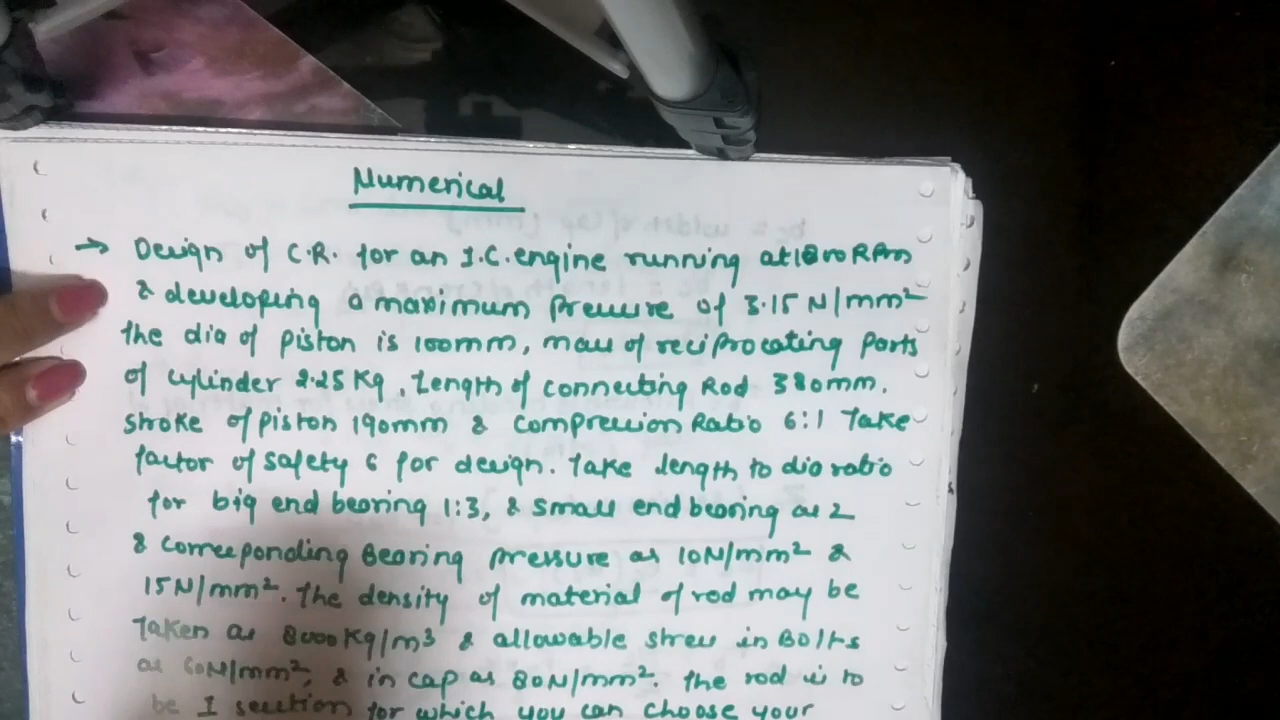 Numerical
→ Design of C.R. for an I.C. engine running at 1800 RPM
& developing a maximum pressure of 3.15 N/mm²
the dia of piston is 100mm, mass of reciprocating parts
of cylinder 2.25 Kg, Length of connecting Rod 380mm.
stroke of piston 190mm & compression Ratio 6:1 Take
factor of safety 6 for design. Take length to dia ratio
for big end bearing 1:3, & small end bearing as 2
& corresponding Bearing pressure as 10N/mm² &
15N/mm². The density of material of rod may be
Taken as 8000Kg/m³ & allowable stress in Bolts
as 60N/mm², & in cap as 80N/mm². The rod is to
be I section for which you can choose your